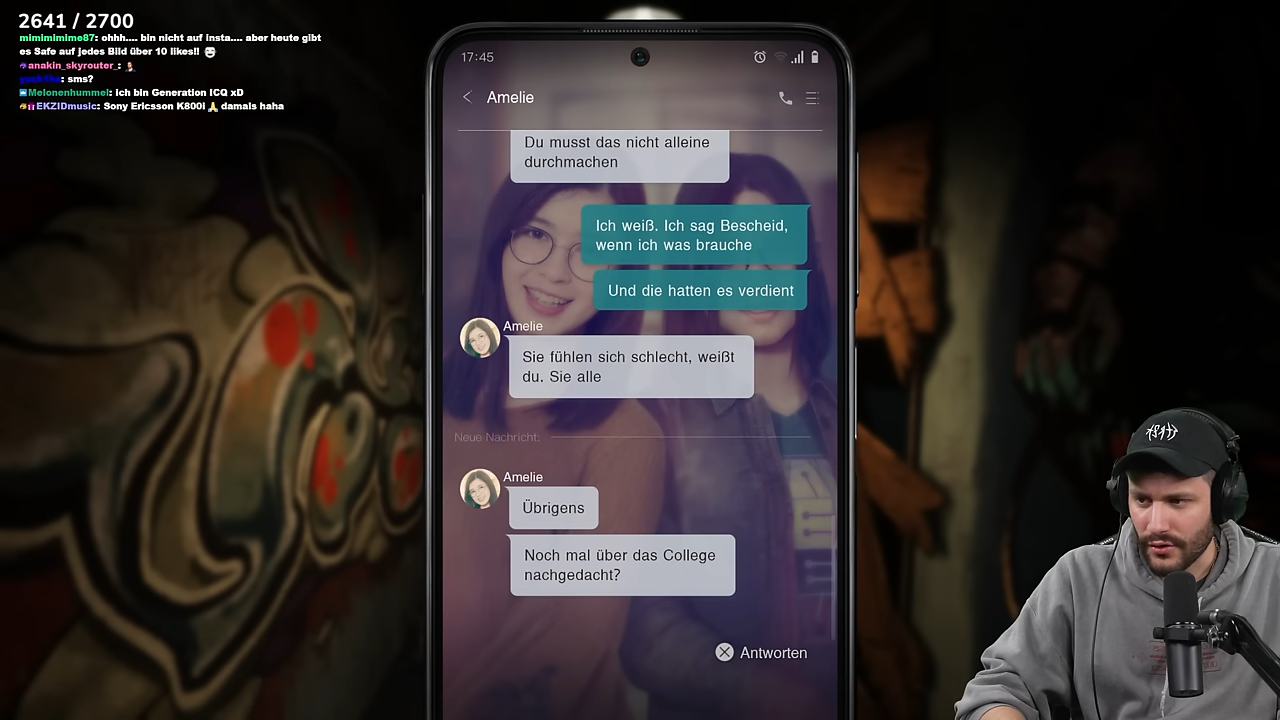 2641 / 2700
mimimimime87: ohhh.... bin nicht auf insta.... aber heute gibt
es Safe auf jedes Bild über 10 likes!!
anakin_skyrouter_:
: sms?
Melonenhummel: Ich bin Generation ICQ xD
EKZIDmusic: Sony Ericsson K800i 🙏 damals haha
17:45
Amelie
Du musst das nicht alleine
durchmachen
Ich weiß. Ich sag Bescheid,
wenn ich was brauche
Und die hatten es verdient
Amelie
Sie fühlen sich schlecht, weißt
du. Sie alle
Neue Nachricht:
Amelie
Übrigens
Noch mal über das College
nachgedacht?
Antworten